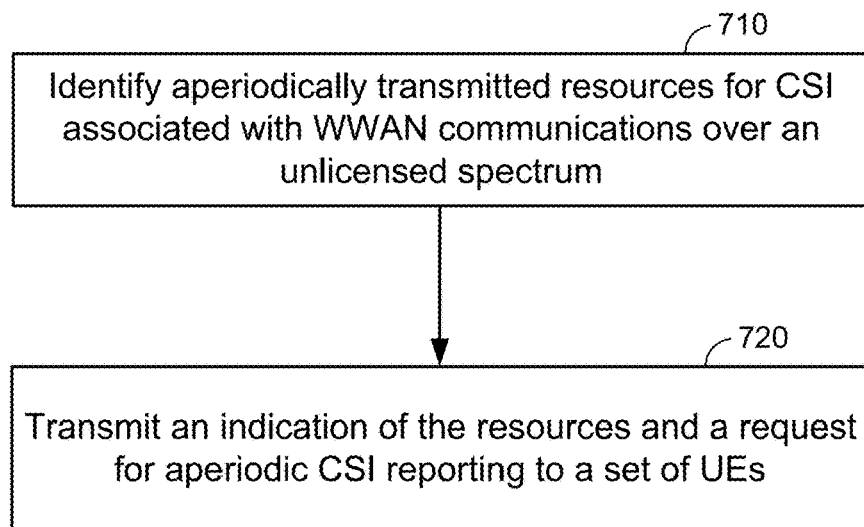 710
Identify aperiodically transmitted resources for CSI
associated with WWAN communications over an
unlicensed spectrum
720
Transmit an indication of the resources and a request
for aperiodic CSI reporting to a set of UEs